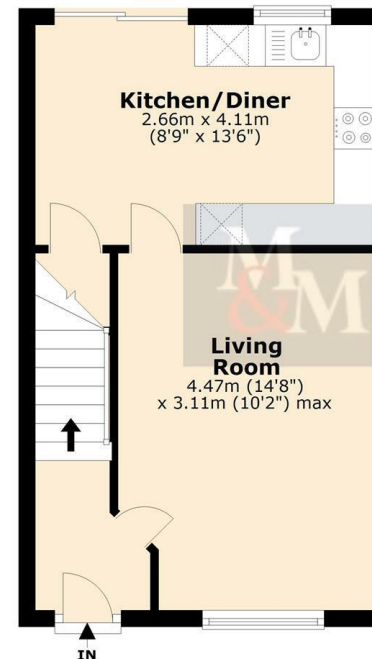 Kitchen/Diner
2.66m x 4.11m
(8'9" x 13'6")
M
&M
Living
Room
4.47m (14'8")
x 3.11m (10'2") max
IN